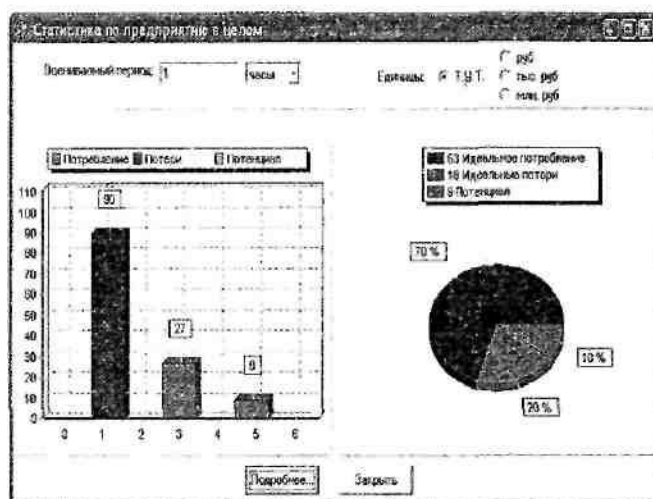 Статистика по предприятию в целом
Оцениваемый период: 1 часы
Единицы: Т.У.Т.
руб
тыс. руб
млн. руб
Потребление Потери Потенциал
63 Идеальное потребление
18 Идеальные потери
9 Потенциал
110
100
90
80
70
60
50
40
30
20
10
0
90
27
9
0 1 2 3 4 5 6
70 %
10 %
20 %
Подробнее... Закрыть